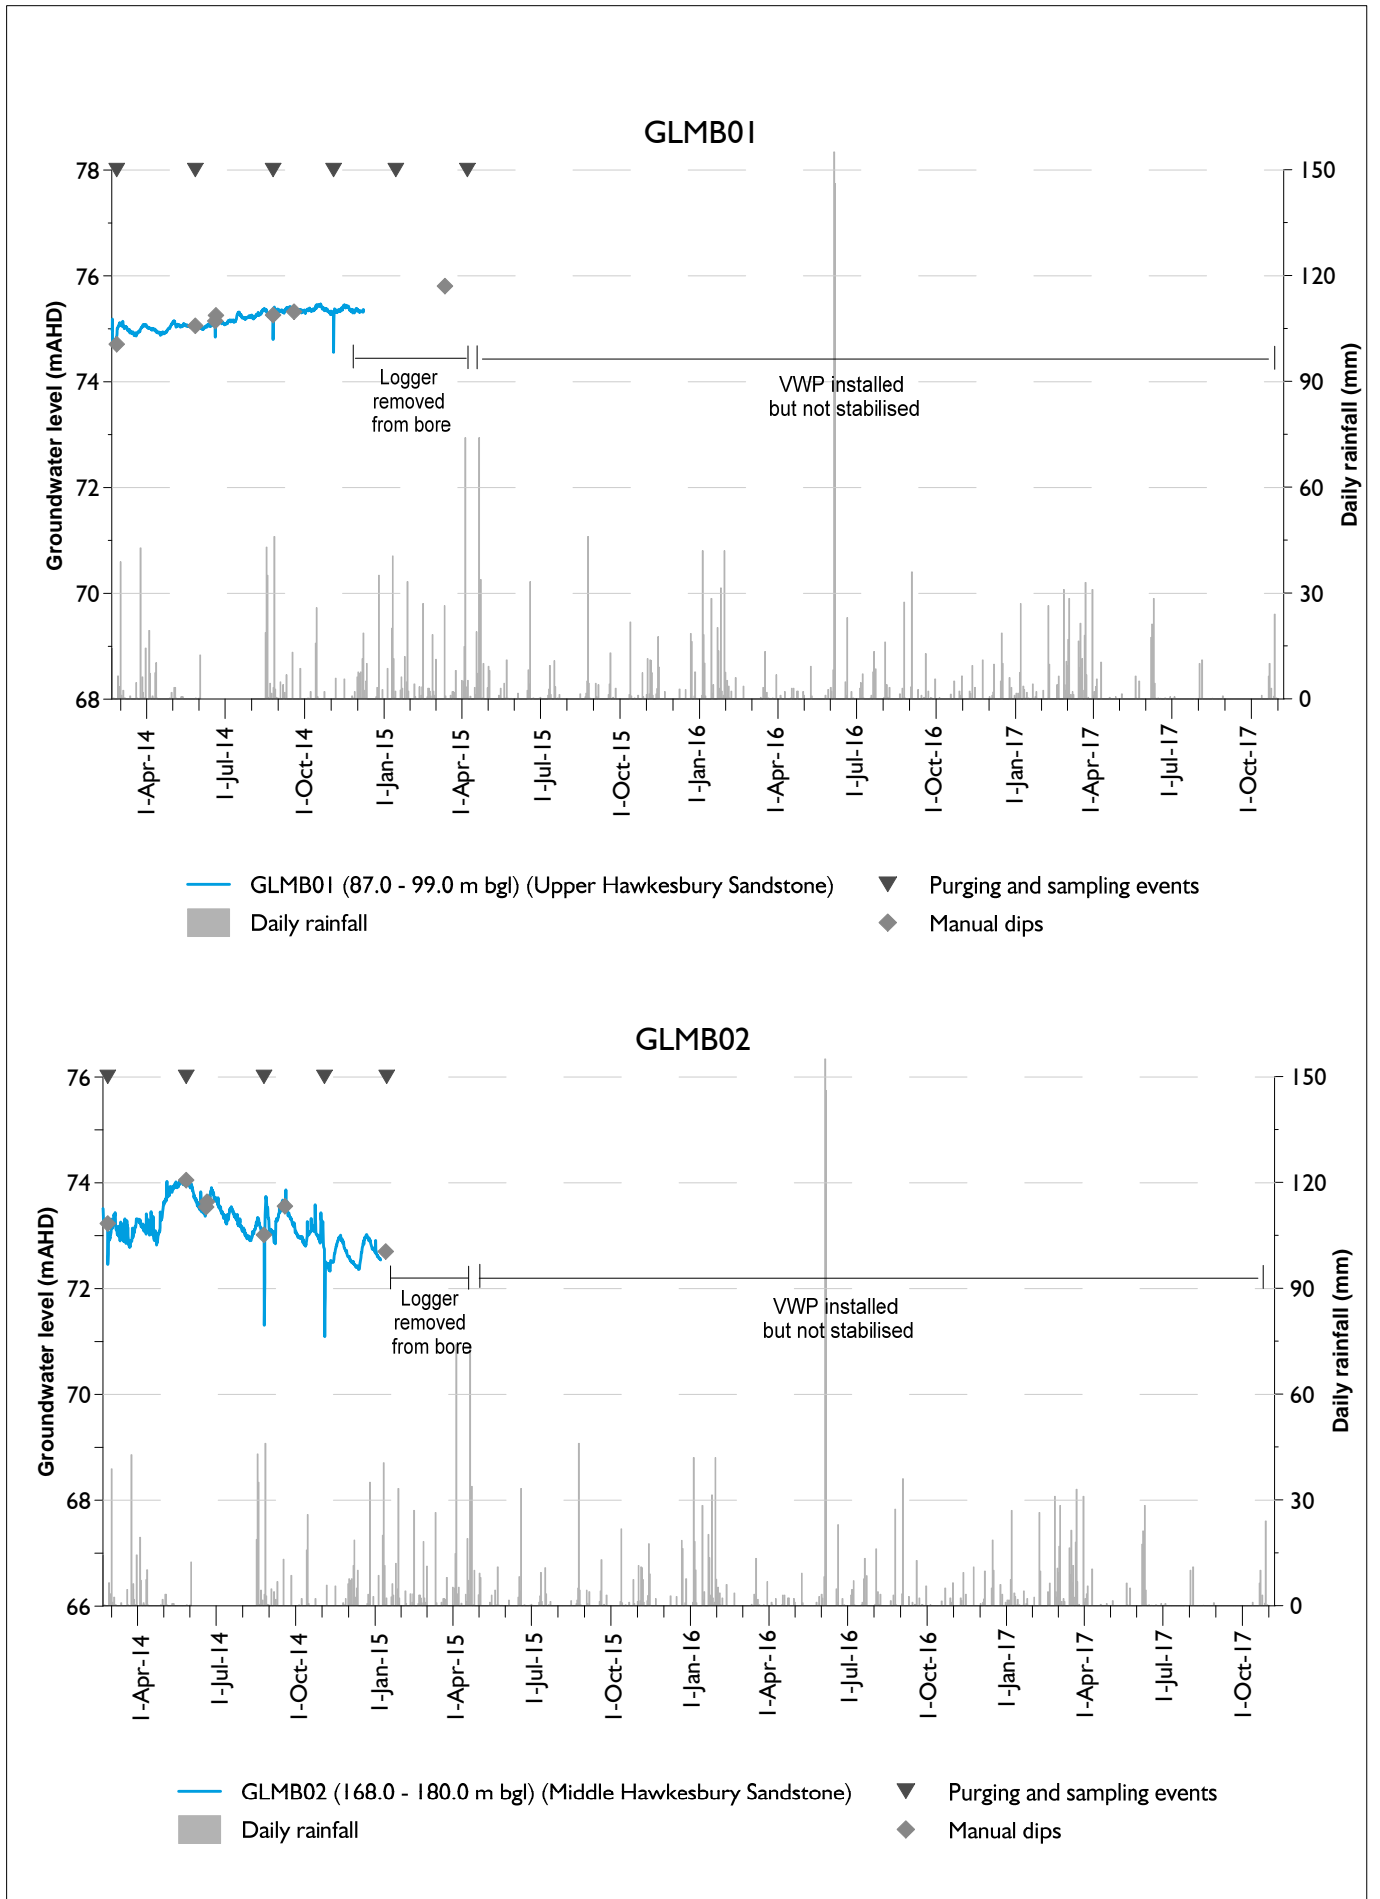 GLMB01
78
76
74
72
70
68
Groundwater level (mAHD)
150
120
90
60
30
0
Daily rainfall (mm)
Logger
removed
from bore
VWP installed
but not stabilised
1-Apr-14
1-Jul-14
1-Oct-14
1-Jan-15
1-Apr-15
1-Jul-15
1-Oct-15
1-Jan-16
1-Apr-16
1-Jul-16
1-Oct-16
1-Jan-17
1-Apr-17
1-Jul-17
1-Oct-17
GLMB01 (87.0 - 99.0 m bgl) (Upper Hawkesbury Sandstone)
Purging and sampling events
Daily rainfall
Manual dips
GLMB02
76
74
72
70
68
66
Groundwater level (mAHD)
150
120
90
60
30
0
Daily rainfall (mm)
Logger
removed
from bore
VWP installed
but not stabilised
1-Apr-14
1-Jul-14
1-Oct-14
1-Jan-15
1-Apr-15
1-Jul-15
1-Oct-15
1-Jan-16
1-Apr-16
1-Jul-16
1-Oct-16
1-Jan-17
1-Apr-17
1-Jul-17
1-Oct-17
GLMB02 (168.0 - 180.0 m bgl) (Middle Hawkesbury Sandstone)
Purging and sampling events
Daily rainfall
Manual dips